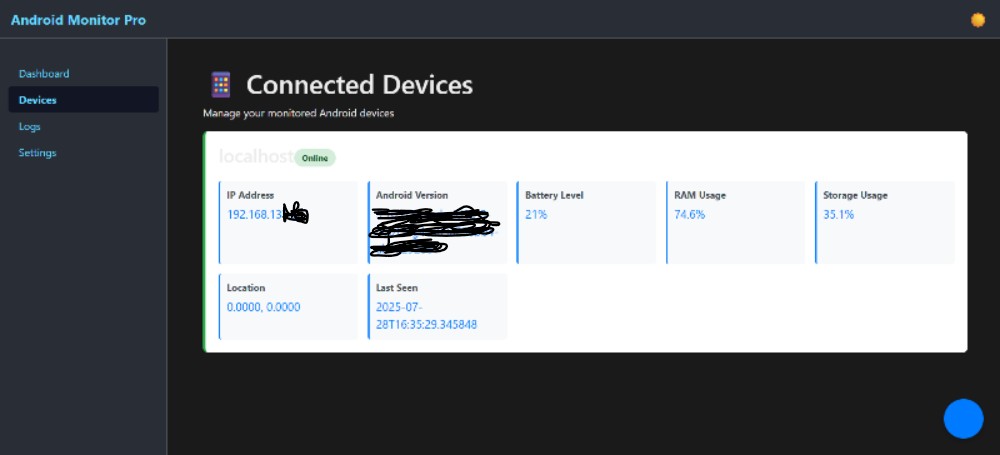 Android Monitor Pro
Dashboard
Devices
Logs
Settings
Connected Devices
Manage your monitored Android devices
localhost Online
IP Address
192.168.13
Android Version
Battery Level
21%
RAM Usage
74.6%
Storage Usage
35.1%
Location
0.0000, 0.0000
Last Seen
2025-07-
28T16:35:29.345848